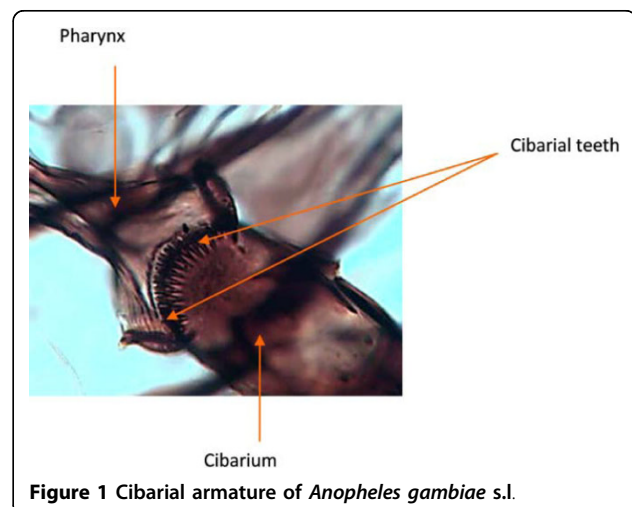 Pharynx
Cibarial teeth
Cibarium
Figure 1 Cibarial armature of Anopheles gambiae s.l.